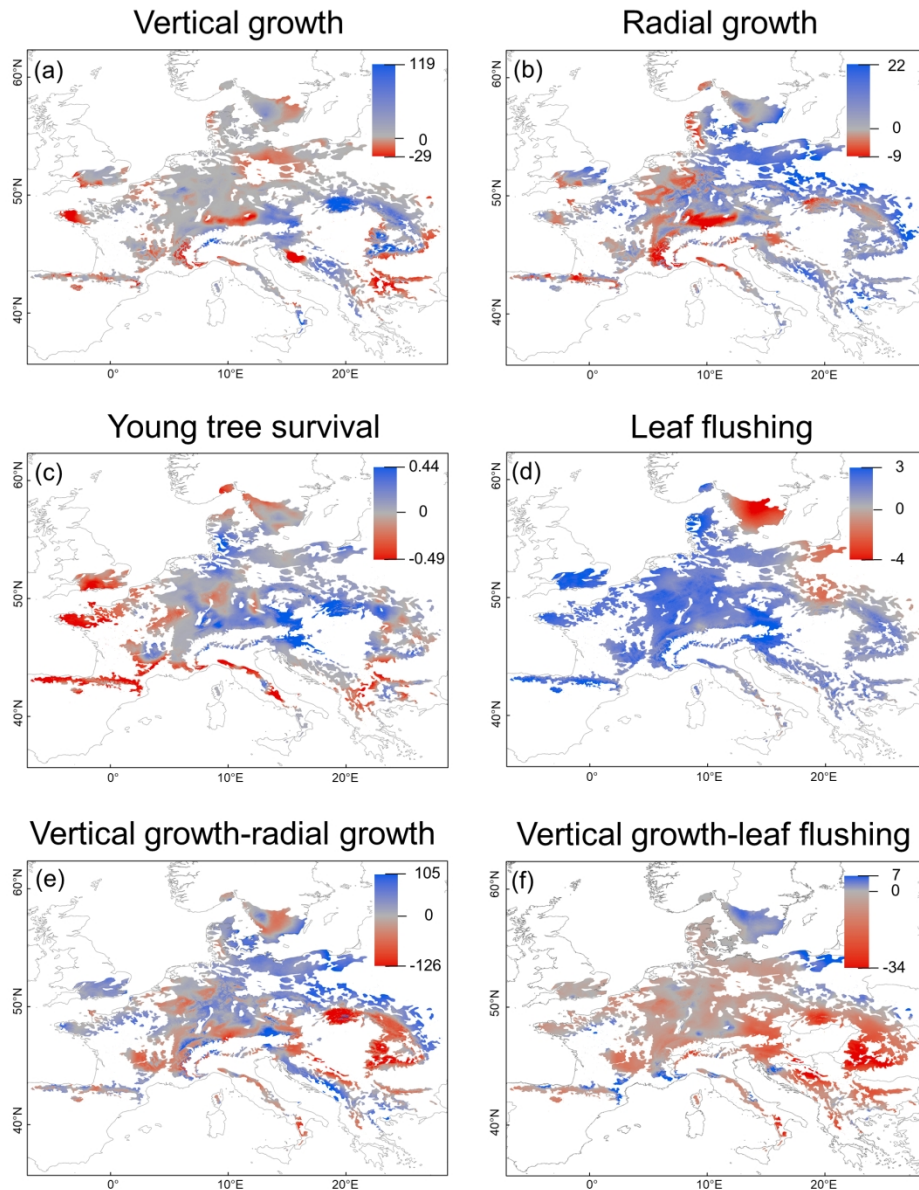 Vertical growth
Radial growth
(a)
119
0
-29
60°N
50°N
40°N
0°
10°E
20°E
(b)
22
0
-9
60°N
50°N
40°N
0°
10°E
20°E
Young tree survival
Leaf flushing
(c)
0.44
0
-0.49
60°N
50°N
40°N
0°
10°E
20°E
(d)
3
0
-4
60°N
50°N
40°N
0°
10°E
20°E
Vertical growth-radial growth
Vertical growth-leaf flushing
(e)
105
0
-126
60°N
50°N
40°N
0°
10°E
20°E
(f)
7
0
-34
60°N
50°N
40°N
0°
10°E
20°E